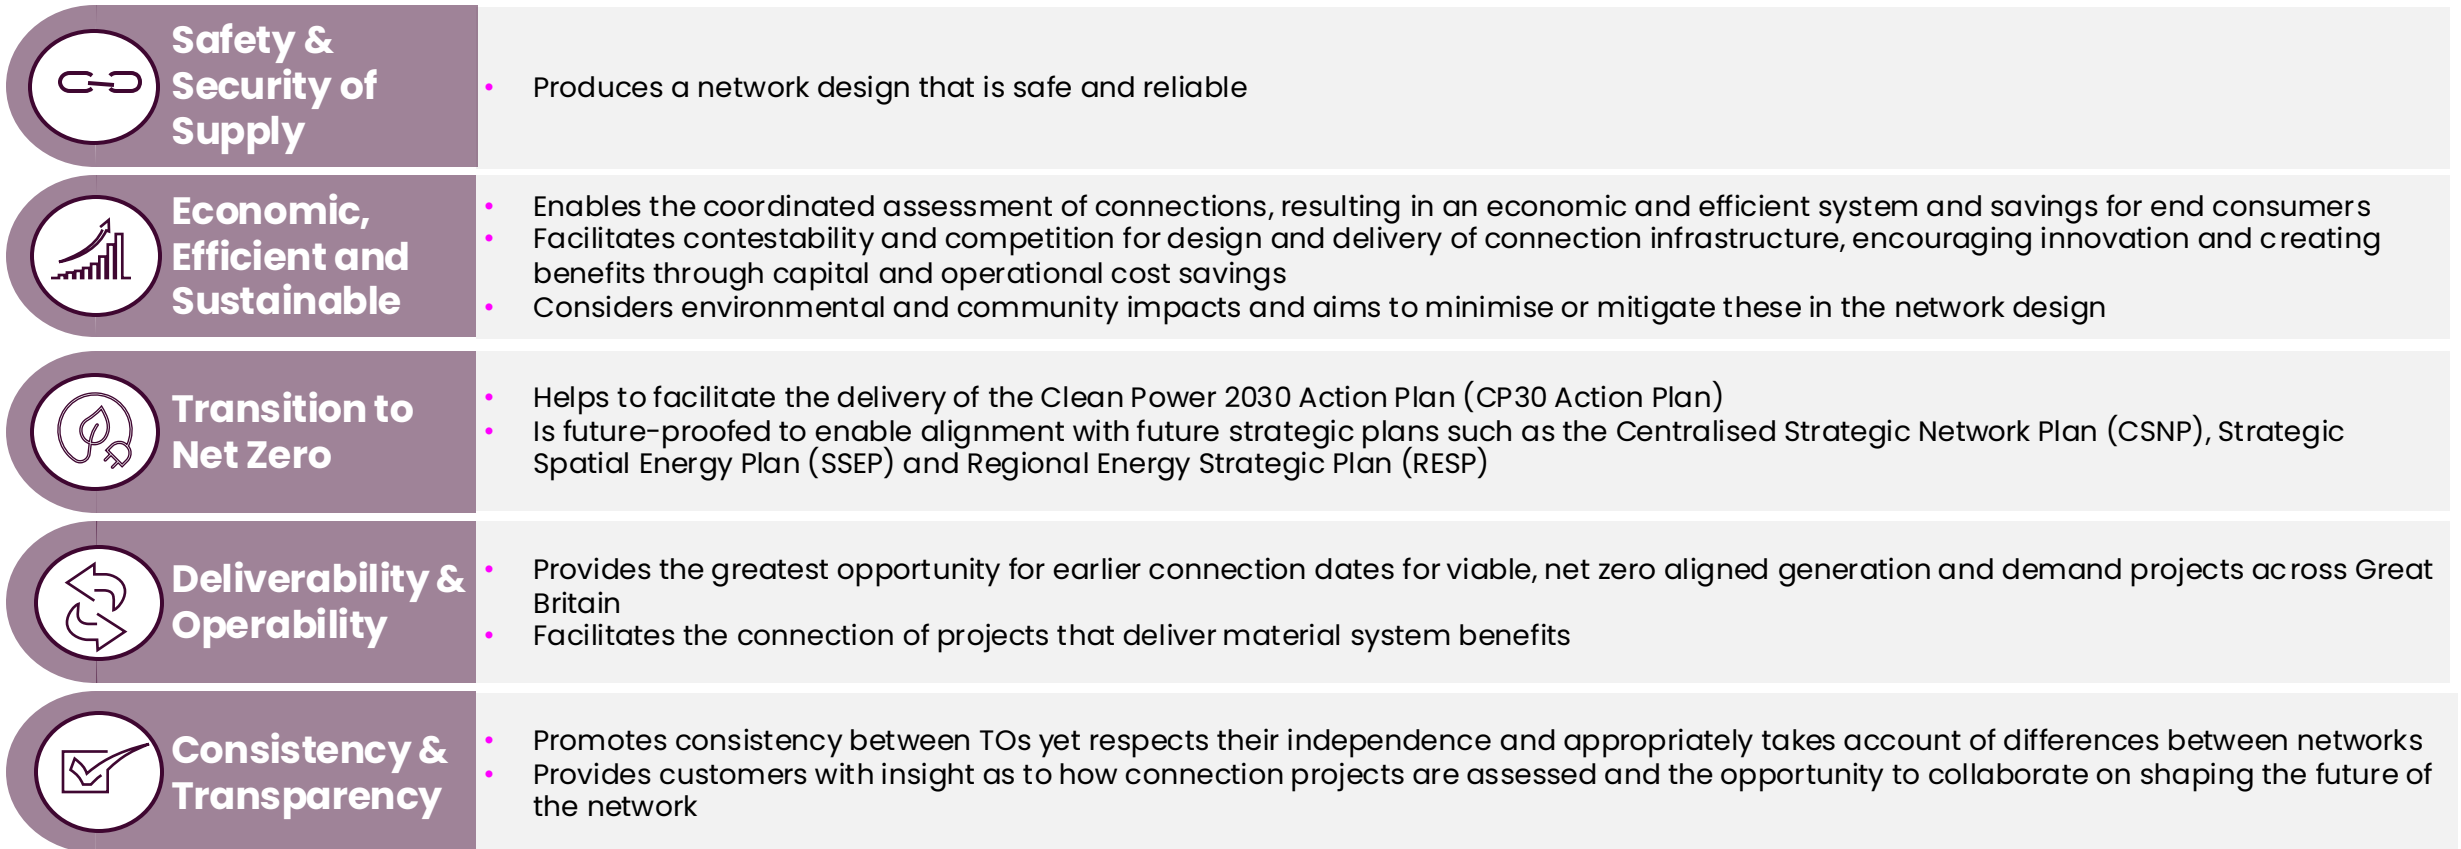 Safety &
Security of
Supply
• Produces a network design that is safe and reliable
Economic,
Efficient and
Sustainable
• Enables the coordinated assessment of connections, resulting in an economic and efficient system and savings for end consumers
• Facilitates contestability and competition for design and delivery of connection infrastructure, encouraging innovation and creating
benefits through capital and operational cost savings
• Considers environmental and community impacts and aims to minimise or mitigate these in the network design
Transition to
Net Zero
• Helps to facilitate the delivery of the Clean Power 2030 Action Plan (CP30 Action Plan)
• Is future-proofed to enable alignment with future strategic plans such as the Centralised Strategic Network Plan (CSNP), Strategic
Spatial Energy Plan (SSEP) and Regional Energy Strategic Plan (RESP)
Deliverability &
Operability
• Provides the greatest opportunity for earlier connection dates for viable, net zero aligned generation and demand projects across Great
Britain
• Facilitates the connection of projects that deliver material system benefits
Consistency &
Transparency
• Promotes consistency between TOs yet respects their independence and appropriately takes account of differences between networks
• Provides customers with insight as to how connection projects are assessed and the opportunity to collaborate on shaping the future of
the network